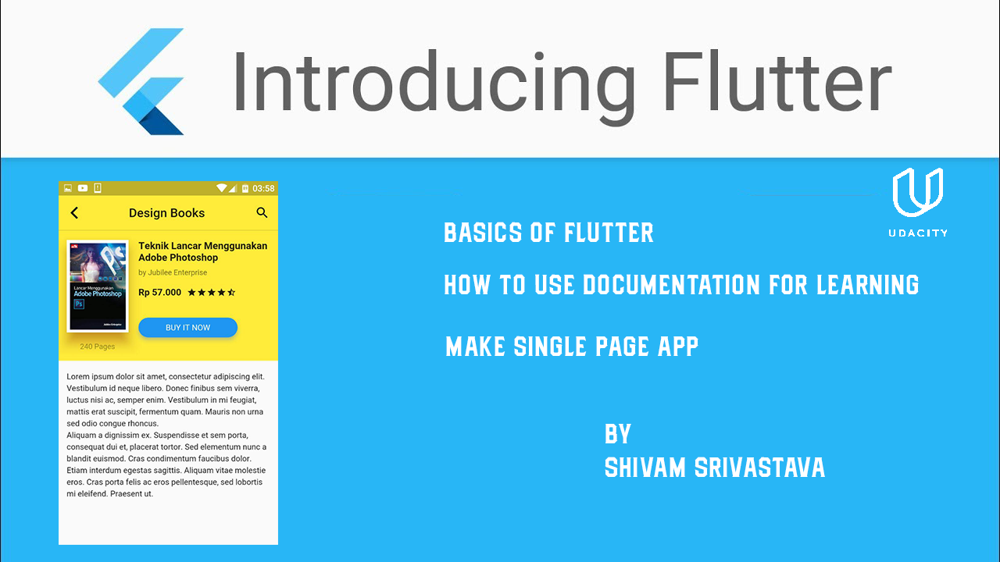 Introducing Flutter
UDACITY
03:58
Design Books
Teknik Lancar Menggunakan
Adobe Photoshop
by Jubilee Enterprise
Rp 57.000
BUY IT NOW
Lancar Menggunakan
Adobe Photoshop
Ps
240 Pages
Lorem ipsum dolor sit amet, consectetur adipiscing elit.
Vestibulum id neque libero. Donec finibus sem viverra,
luctus nisi ac, semper enim. Vestibulum in mi feugiat,
mattis erat suscipit, fermentum quam. Mauris non urna
sed odio congue rhoncus.
Aliquam a dignissim ex. Suspendisse et sem porta,
consequat dui et, placerat tortor. Sed elementum nunc a
blandit euismod. Cras condimentum faucibus dolor.
Etiam interdum egestas sagittis. Aliquam vitae molestie
eros. Cras porta felis ac eros pellentesque, sed lobortis
mi eleifend. Praesent ut.
BASICS OF FLUTTER
HOW TO USE DOCUMENTATION FOR LEARNING
MAKE SINGLE PAGE APP
BY
SHIVAM SRIVASTAVA